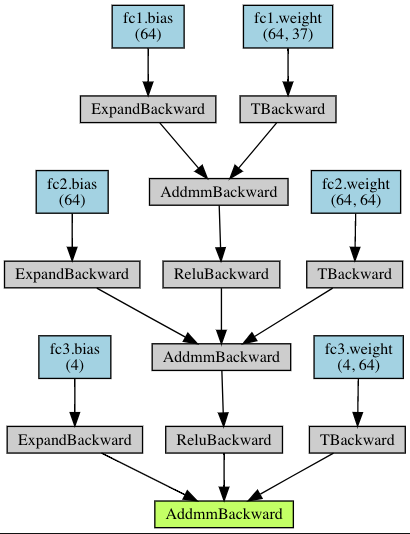 fc1.bias
(64)
fc1.weight
(64, 37)
ExpandBackward
TBackward
AddmmBackward
fc2.bias
(64)
fc2.weight
(64, 64)
ExpandBackward
ReluBackward
TBackward
AddmmBackward
fc3.bias
(4)
fc3.weight
(4, 64)
ExpandBackward
ReluBackward
TBackward
AddmmBackward